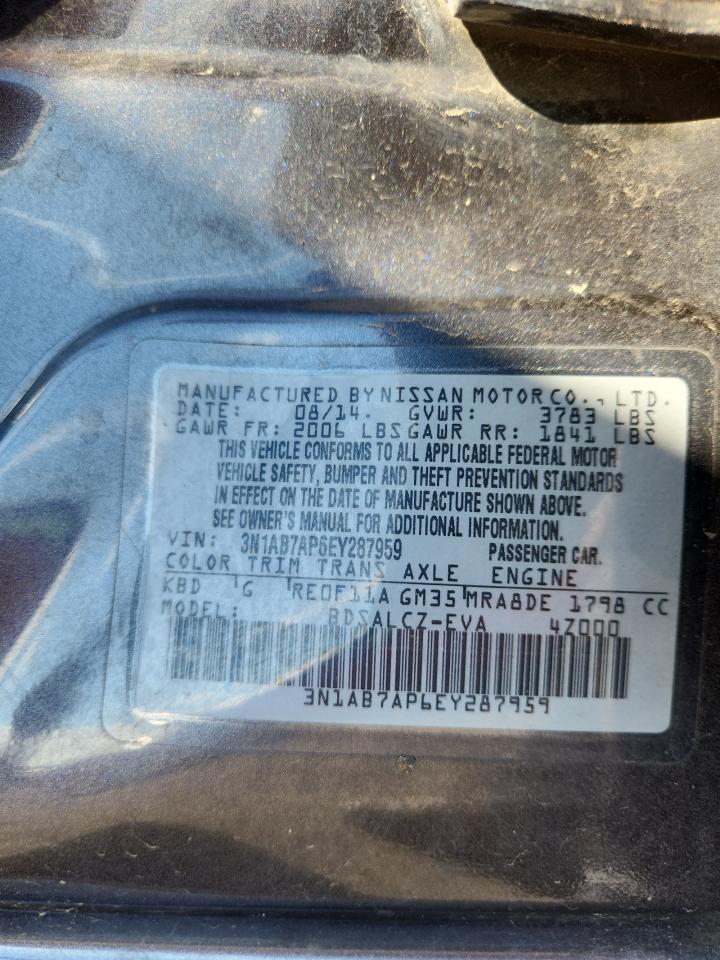 MANUFACTURED BY NISSAN MOTOR CO., LTD.
DATE: 08/14. GVWR: 3783 LBS
GAWR FR: 2006 LBS GAWR RR: 1841 LBS
THIS VEHICLE CONFORMS TO ALL APPLICABLE FEDERAL MOTOR
VEHICLE SAFETY, BUMPER AND THEFT PREVENTION STANDARDS
IN EFFECT ON THE DATE OF MANUFACTURE SHOWN ABOVE.
SEE OWNER'S MANUAL FOR ADDITIONAL INFORMATION.
VIN: 3N1AB7AP6EY287959 PASSENGER CAR.
COLOR TRIM TRANS AXLE ENGINE
KBD G RE0F11A GM35 MRA8DE 1798 CC
MODEL: BDSALCZ-EVA 4Z000
3N1AB7AP6EY287959